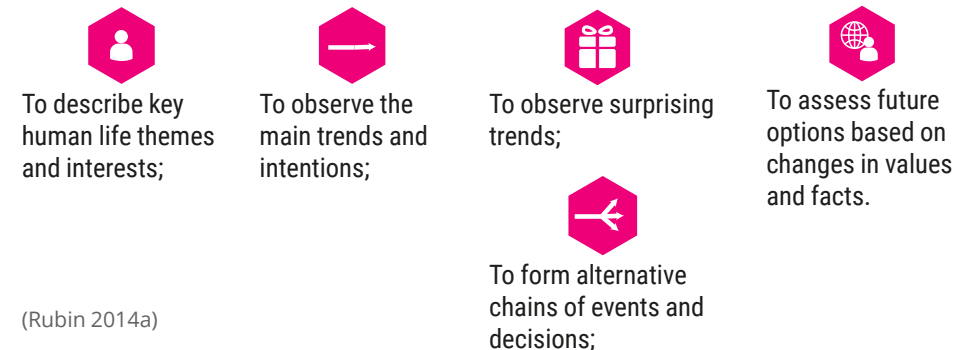 To describe key
human life themes
and interests;
To observe the
main trends and
intentions;
To observe surprising
trends;
To form alternative
chains of events and
decisions;
To assess future
options based on
changes in values
and facts.
(Rubin 2014a)